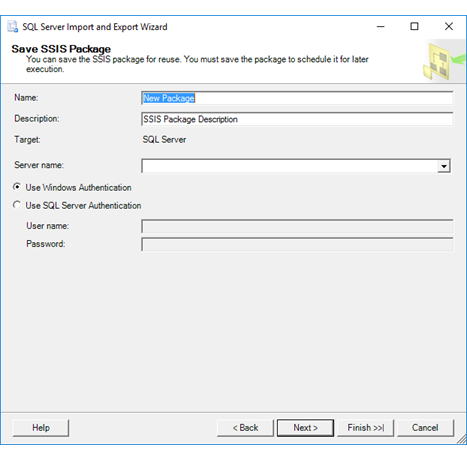 SQL Server Import and Export Wizard
Save SSIS Package
You can save the SSIS package for reuse. You must save the package to schedule it for later
execution.
Name: New Package
Description: SSIS Package Description
Target: SQL Server
Server name:
Use Windows Authentication
Use SQL Server Authentication
User name:
Password:
Help < Back Next > Finish >>| Cancel